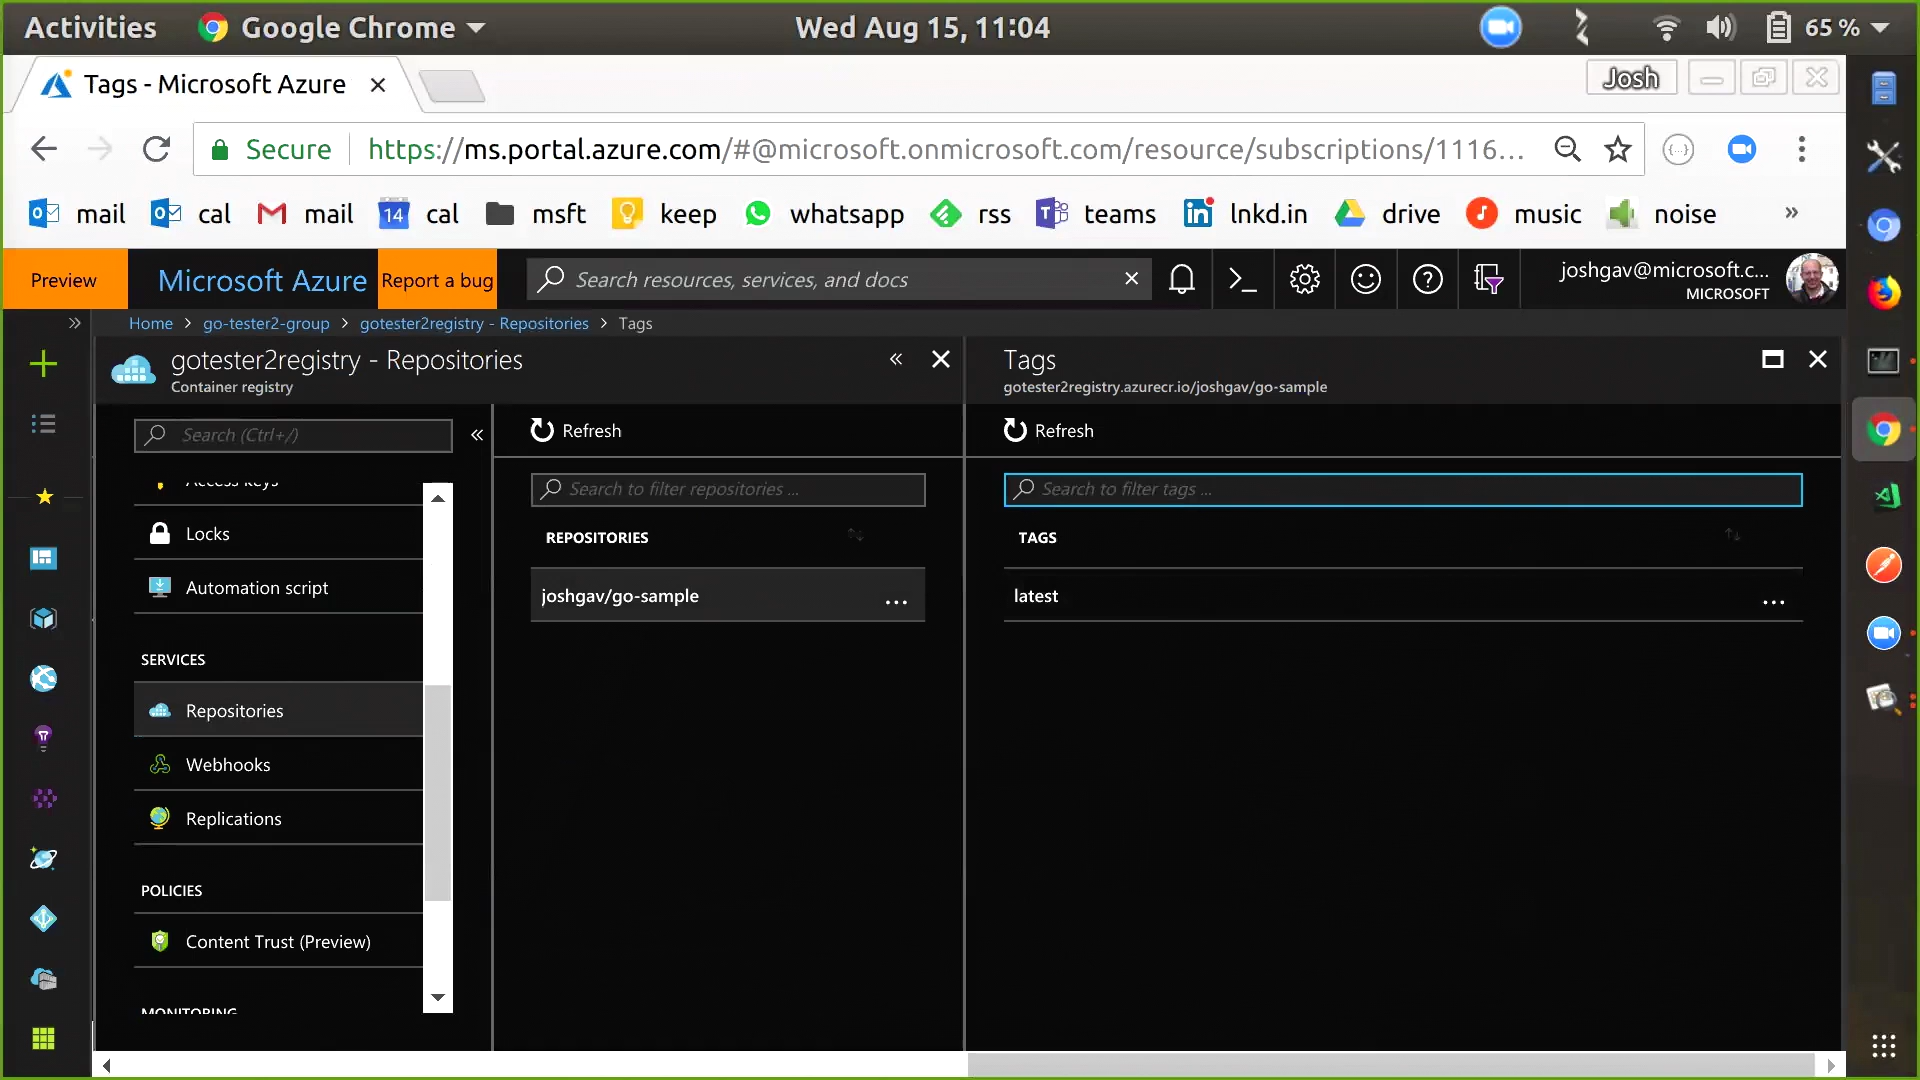 Activities Google Chrome Wed Aug 15, 11:04 65 %
Tags - Microsoft Azure Josh
Secure https://ms.portal.azure.com/#@microsoft.onmicrosoft.com/resource/subscriptions/1116...
mail cal mail 14 cal msft keep whatsapp rss teams lnkd.in drive music noise »
Preview Microsoft Azure Report a bug Search resources, services, and docs joshgav@microsoft.c...
MICROSOFT
Home > go-tester2-group > gotester2registry - Repositories > Tags
gotester2registry - Repositories
Container registry
Tags
gotester2registry.azurecr.io/joshgav/go-sample
Search (Ctrl+/)
Access keys
Locks
Automation script
SERVICES
Repositories
Webhooks
Replications
POLICIES
Content Trust (Preview)
MONITORING
Refresh
Search to filter repositories ...
REPOSITORIES
joshgav/go-sample ...
Refresh
Search to filter tags ...
TAGS
latest ...